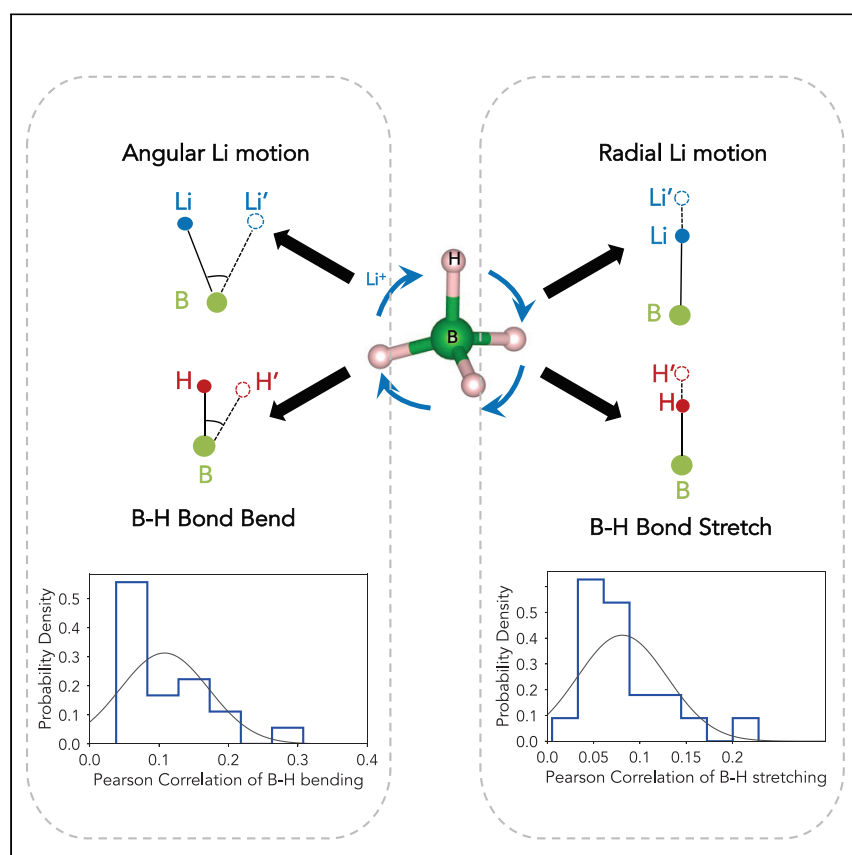 Angular Li motion
Li Li'
B
H H'
B
B-H Bond Bend
Li+
H
B
Radial Li motion
Li'
Li
B
H'
H
B
B-H Bond Stretch
Probability Density
0.5
0.4
0.3
0.2
0.1
0.0
0.0 0.1 0.2 0.3 0.4
Pearson Correlation of B-H bending
Probability Density
0.5
0.4
0.3
0.2
0.1
0.0
0.0 0.05 0.1 0.15 0.2
Pearson Correlation of B-H stretching